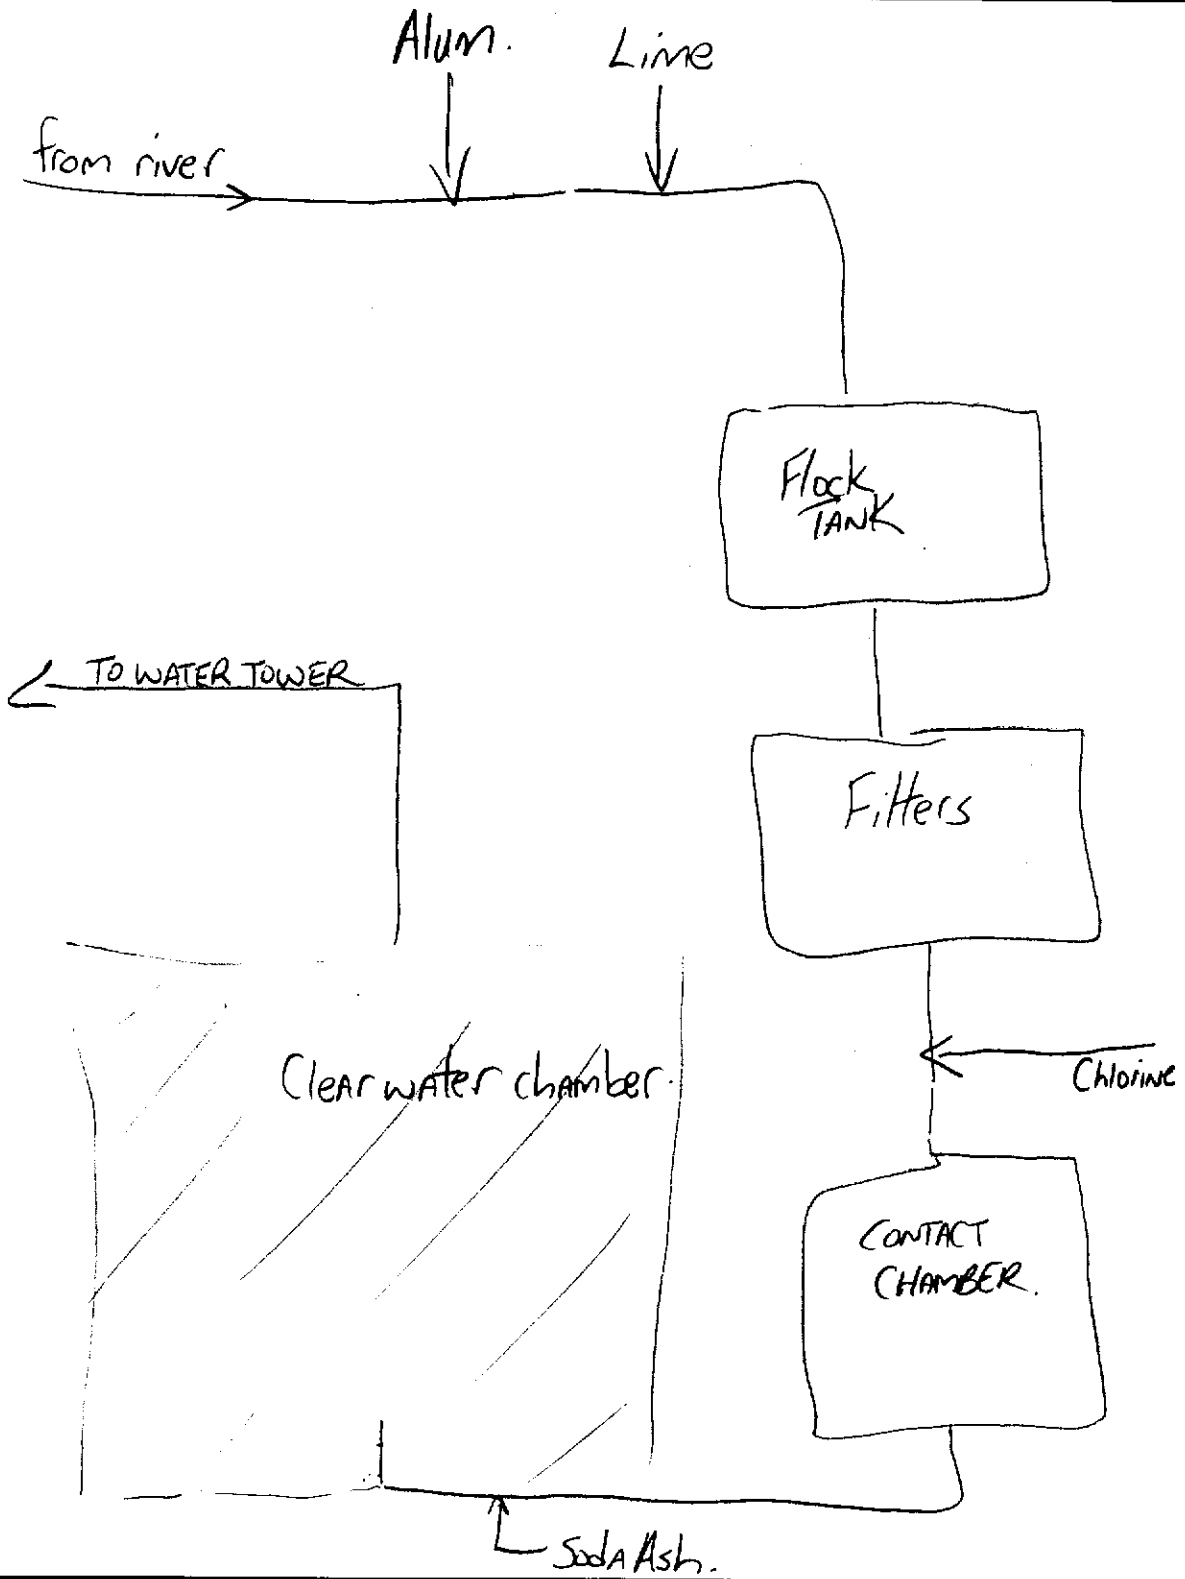 Alum.
Lime
from river
Flock
TANK
TO WATER TOWER
Filters
Clear water chamber.
Chlorine
CONTACT
CHAMBER.
Soda Ash.